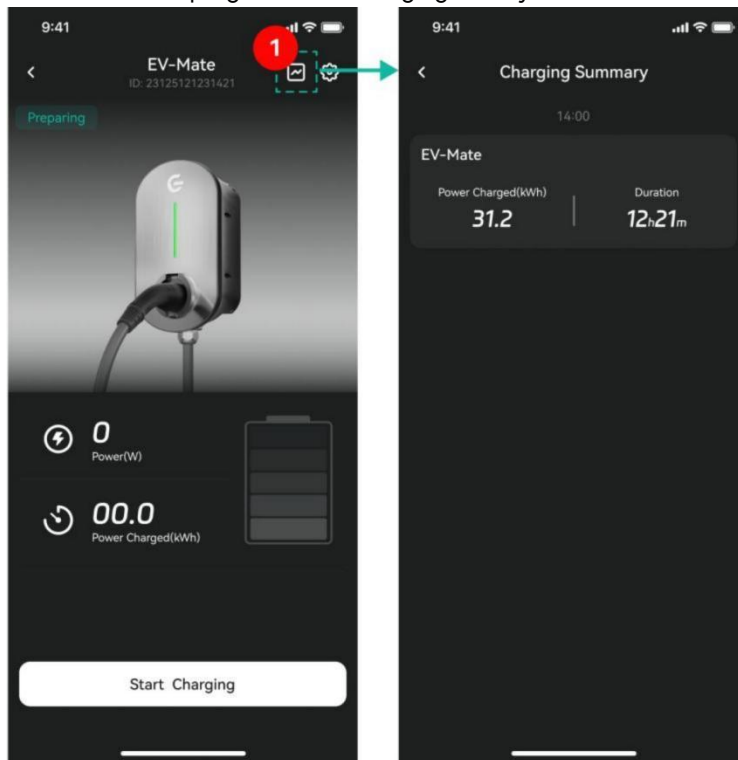 9:41
EV-Mate
ID: 23125121231421
1
Preparing
0
Power(W)
00.0
Power Charged(kWh)
Start Charging
9:41
Charging Summary
14:00
EV-Mate
Power Charged(kWh)
Duration
31.2
12h21m